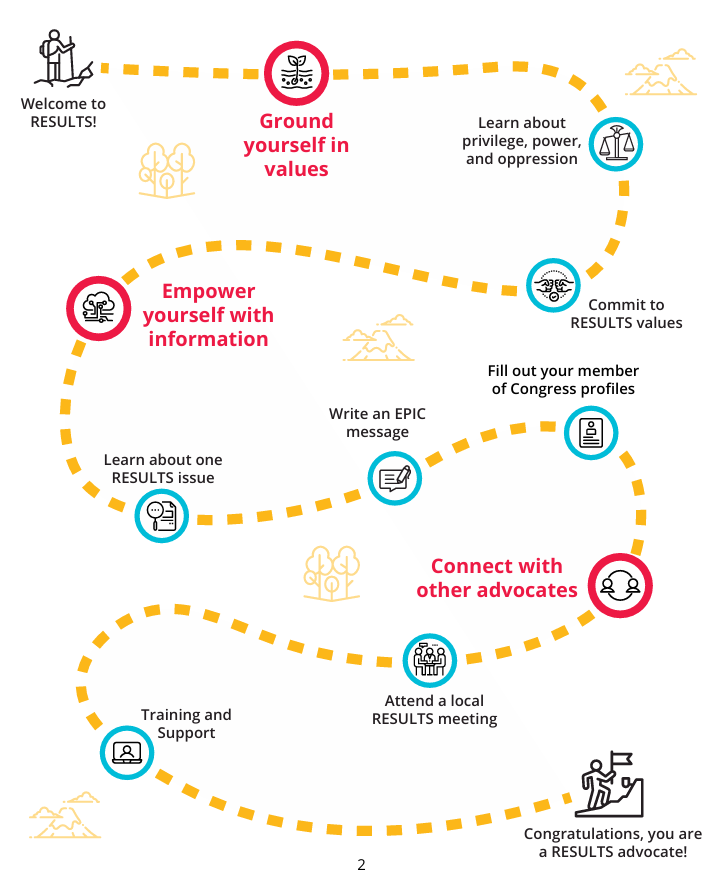 Welcome to
RESULTS!
Ground
yourself in
values
Learn about
privilege, power,
and oppression
Commit to
RESULTS values
Empower
yourself with
information
Learn about one
RESULTS issue
Write an EPIC
message
Fill out your member
of Congress profiles
Connect with
other advocates
Attend a local
RESULTS meeting
Training and
Support
Congratulations, you are
a RESULTS advocate!
2